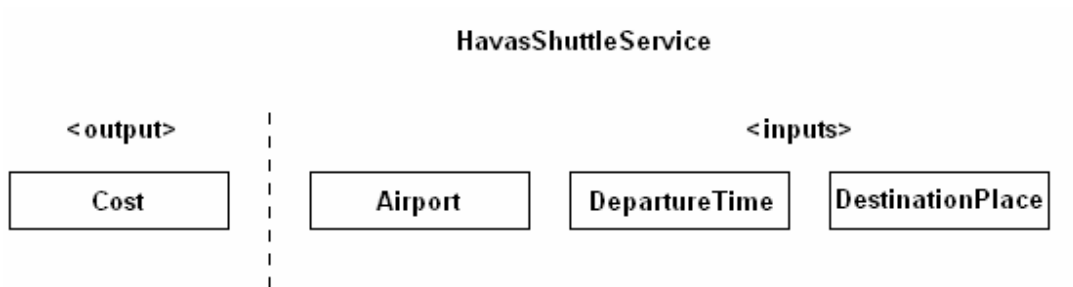 HavasShuttleService
<output>
<inputs>
Cost
Airport
DepartureTime
DestinationPlace